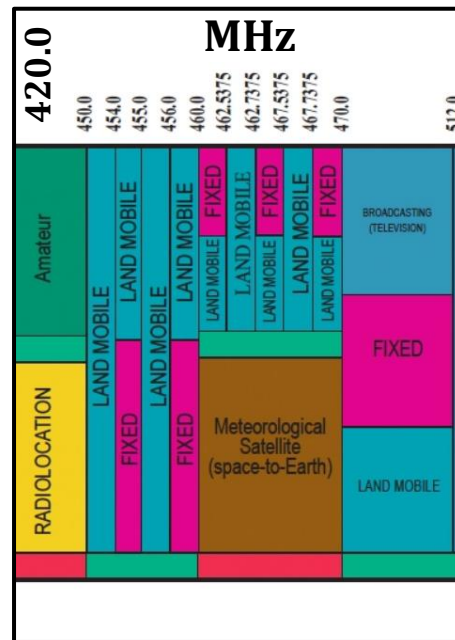 MHz
420.0
450.0
454.0
455.0
456.0
460.0
462.5375
462.7375
467.5375
467.7375
470.0
512.0
Amateur
RADIOLOCATION
LAND MOBILE
LAND MOBILE
FIXED
LAND MOBILE
LAND MOBILE
FIXED
FIXED
LAND MOBILE
LAND MOBILE
FIXED
LAND MOBILE
LAND MOBILE
FIXED
LAND MOBILE
Meteorological
Satellite
(space-to-Earth)
BROADCASTING
(TELEVISION)
FIXED
LAND MOBILE